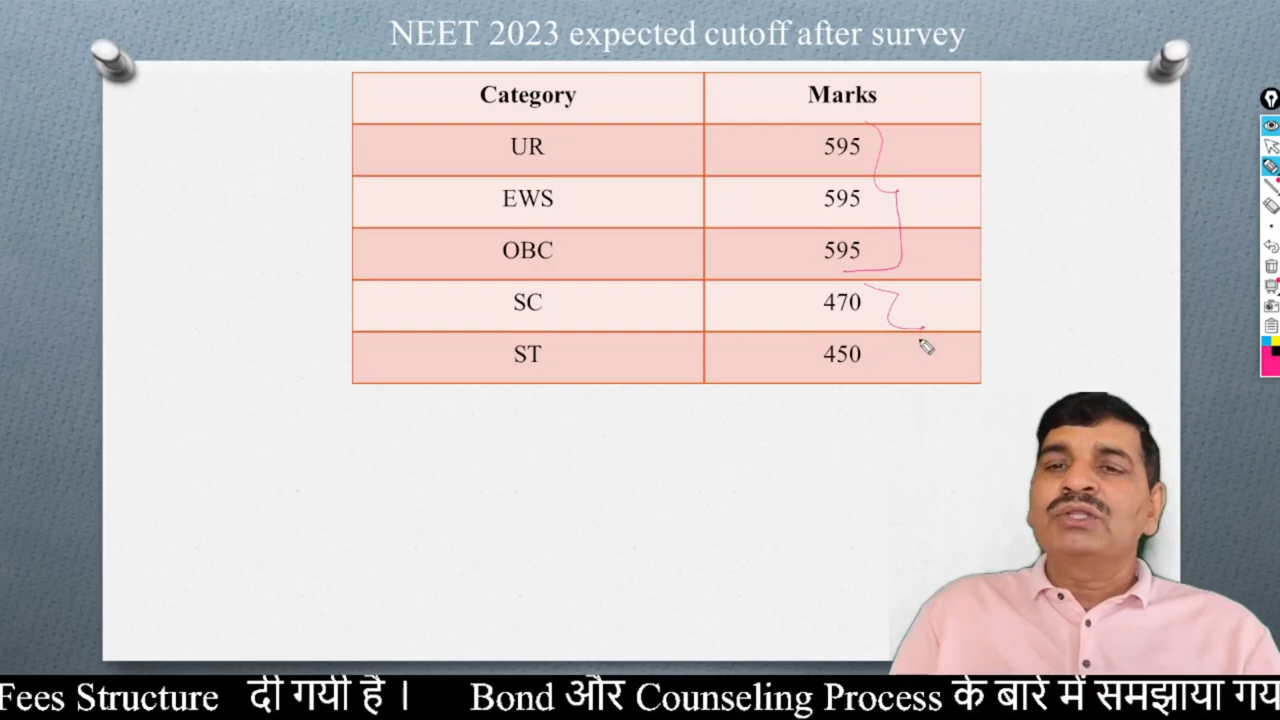 NEET 2023 expected cutoff after survey
Category Marks
UR 595
EWS 595
OBC 595
SC 470
ST 450
Fees Structure दी गयी है । Bond और Counseling Process के बारे में समझाया गय